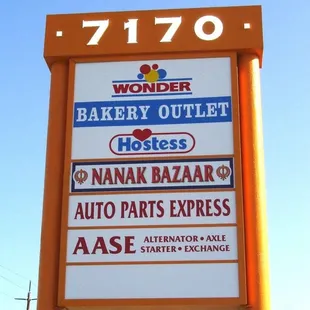 7170
WONDER
BAKERY OUTLET
Hostess
NANAK BAZAAR
AUTO PARTS EXPRESS
AASE ALTERNATOR • AXLE
STARTER • EXCHANGE